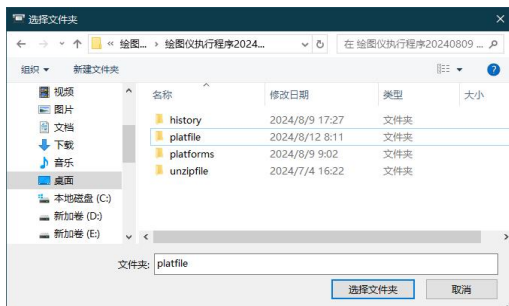 选择文件夹
« 绘图... › 绘图仪执行程序2024... 在 绘图仪执行程序20240809 ...
组织 新建文件夹
名称 修改日期 类型 大小
视频
图片
文档
下载
音乐
桌面
本地磁盘 (C:)
新加卷 (D:)
新加卷 (E:)
history 2024/8/9 17:27 文件夹
platfile 2024/8/12 8:11 文件夹
platforms 2024/8/9 9:02 文件夹
unzipfile 2024/7/4 16:22 文件夹
文件夹: platfile
选择文件夹 取消